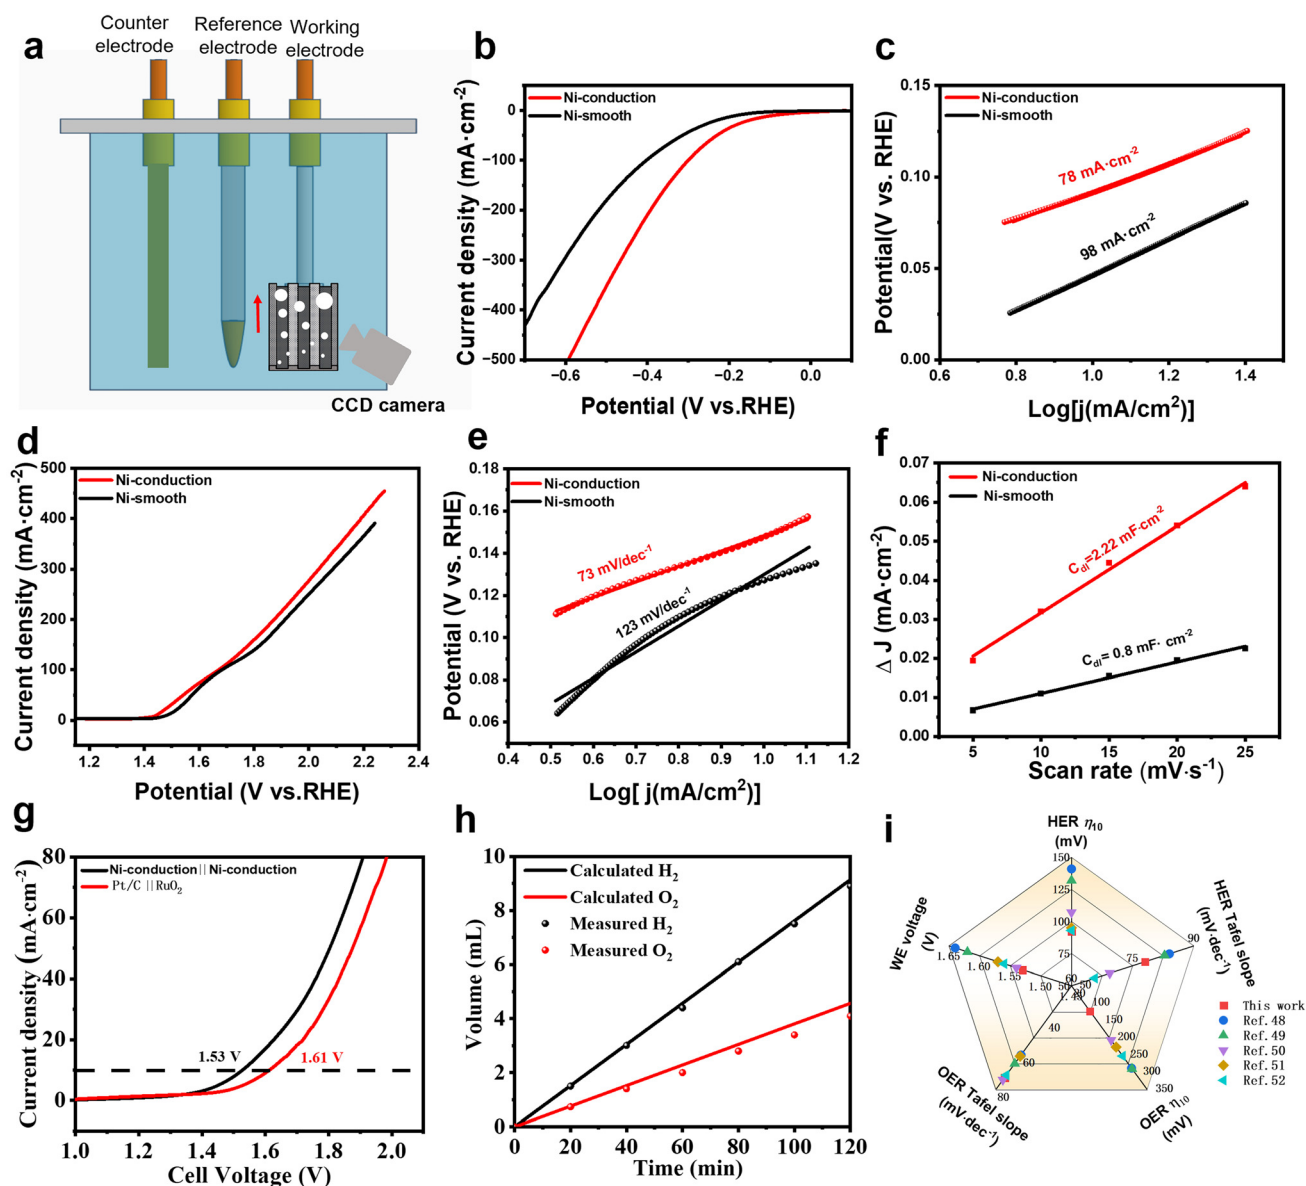 a
Counter
electrode
Reference
electrode
Working
electrode
CCD camera
b
Ni-conduction
Ni-smooth
Current density (mA·cm-2)
0
−100
−200
−300
−400
−500
−0.6
−0.4
−0.2
0.0
Potential (V vs.RHE)
c
Ni-conduction
Ni-smooth
78 mA·cm-2
98 mA·cm-2
Potential(V vs. RHE)
0.15
0.10
0.05
0.00
0.6
0.8
1.0
1.2
1.4
Log[j(mA/cm2)]
d
Ni-conduction
Ni-smooth
Current density (mA·cm-2)
500
400
300
200
100
0
1.2
1.4
1.6
1.8
2.0
2.2
2.4
Potential (V vs.RHE)
e
Ni-conduction
Ni-smooth
73 mV/dec-1
123 mV/dec-1
Potential (V vs. RHE)
0.18
0.16
0.14
0.12
0.10
0.08
0.06
0.4
0.5
0.6
0.7
0.8
0.9
1.0
1.1
1.2
Log[ j(mA/cm2)]
f
Ni-conduction
Ni-smooth
Cdl=2.22 mF·cm-2
Cdl= 0.8 mF· cm-2
Δ J (mA·cm-2)
0.07
0.06
0.05
0.04
0.03
0.02
0.01
0.00
5
10
15
20
25
Scan rate (mV·s-1)
g
Ni-conduction||Ni-conduction
Pt/C ||RuO2
1.53 V
1.61 V
Current density (mA·cm-2)
80
60
40
20
0
1.0
1.2
1.4
1.6
1.8
2.0
Cell Voltage (V)
h
Calculated H2
Calculated O2
Measured H2
Measured O2
Volume (mL)
10
8
6
4
2
0
0
20
40
60
80
100
120
Time (min)
i
HER η10
(mV)
150
125
100
75
50
HER Tafel slope
(mV·dec-1)
90
75
60
OER η10
(mV)
50
100
150
200
250
300
350
OER Tafel slope
(mV·dec-1)
40
60
80
WE voltage
(V)
1.65
1.60
1.55
1.50
1.45
This work
Ref.48
Ref.49
Ref.50
Ref.51
Ref.52